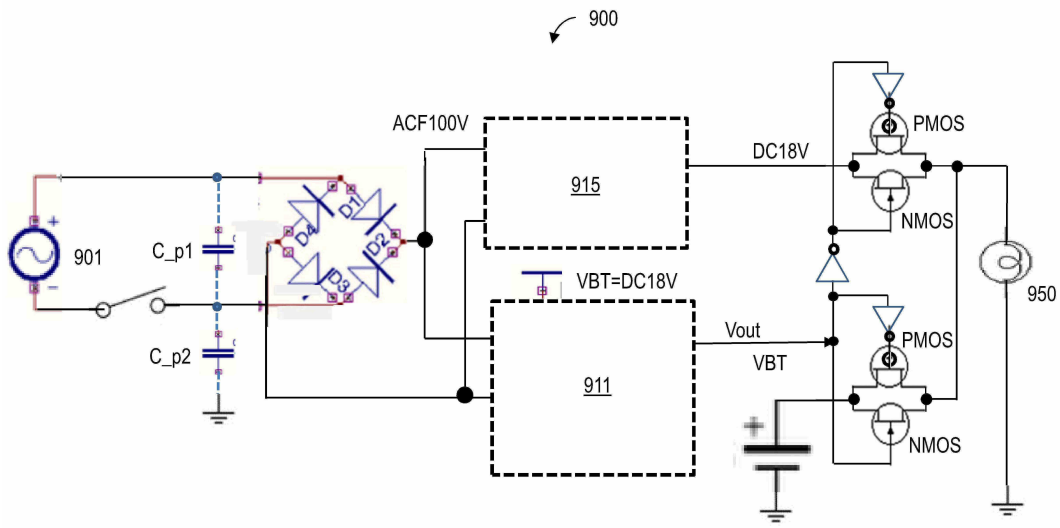 900
ACF100V
PMOS
DC18V
915
NMOS
+
901
−
D1
D4
D2
D3
C_p1
VBT=DC18V
950
C_p2
Vout
PMOS
VBT
911
+
NMOS